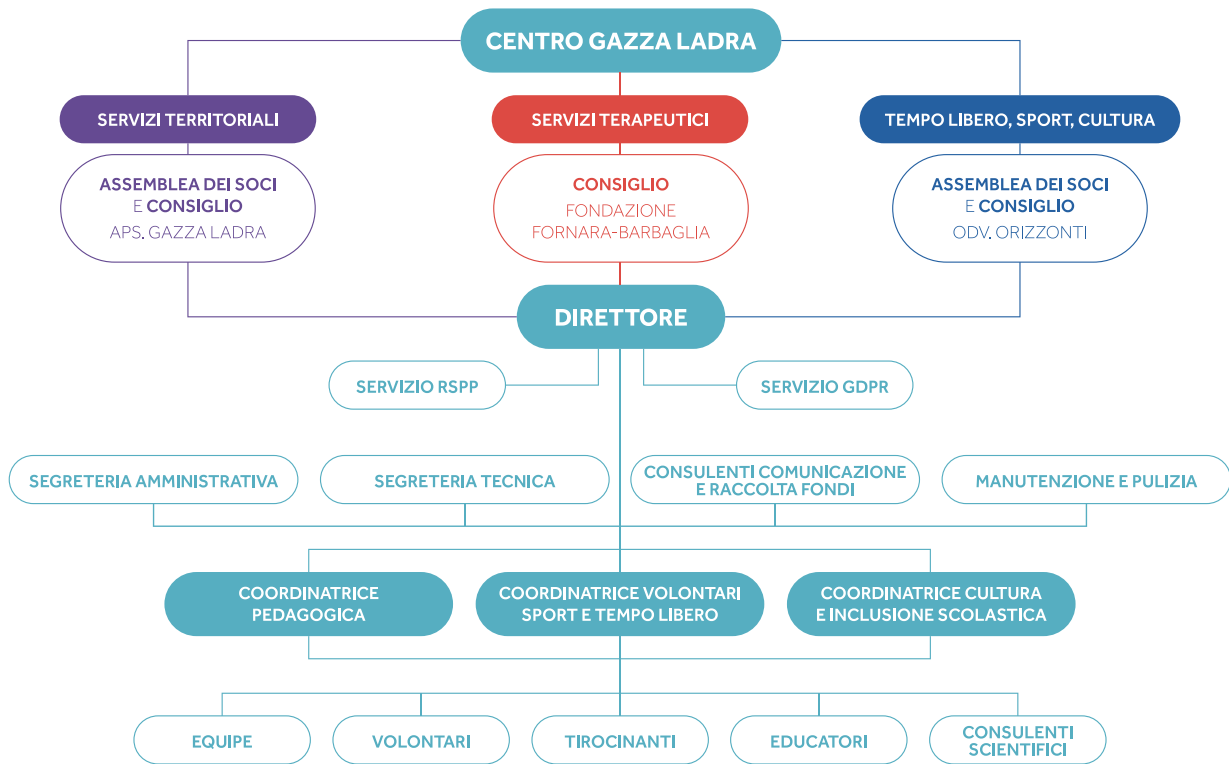 CENTRO GAZZA LADRA
SERVIZI TERRITORIALI
SERVIZI TERAPEUTICI
TEMPO LIBERO, SPORT, CULTURA
ASSEMBLEA DEI SOCI
E CONSIGLIO
APS. GAZZA LADRA
CONSIGLIO
FONDAZIONE
FORNARA-BARBAGLIA
ASSEMBLEA DEI SOCI
E CONSIGLIO
ODV. ORIZZONTI
DIRETTORE
SERVIZIO RSPP
SERVIZIO GDPR
SEGRETERIA AMMINISTRATIVA
SEGRETERIA TECNICA
CONSULENTI COMUNICAZIONE
E RACCOLTA FONDI
MANUTENZIONE E PULIZIA
COORDINATRICE
PEDAGOGICA
COORDINATRICE VOLONTARI
SPORT E TEMPO LIBERO
COORDINATRICE CULTURA
E INCLUSIONE SCOLASTICA
EQUIPE
VOLONTARI
TIROCINANTI
EDUCATORI
CONSULENTI
SCIENTIFICI